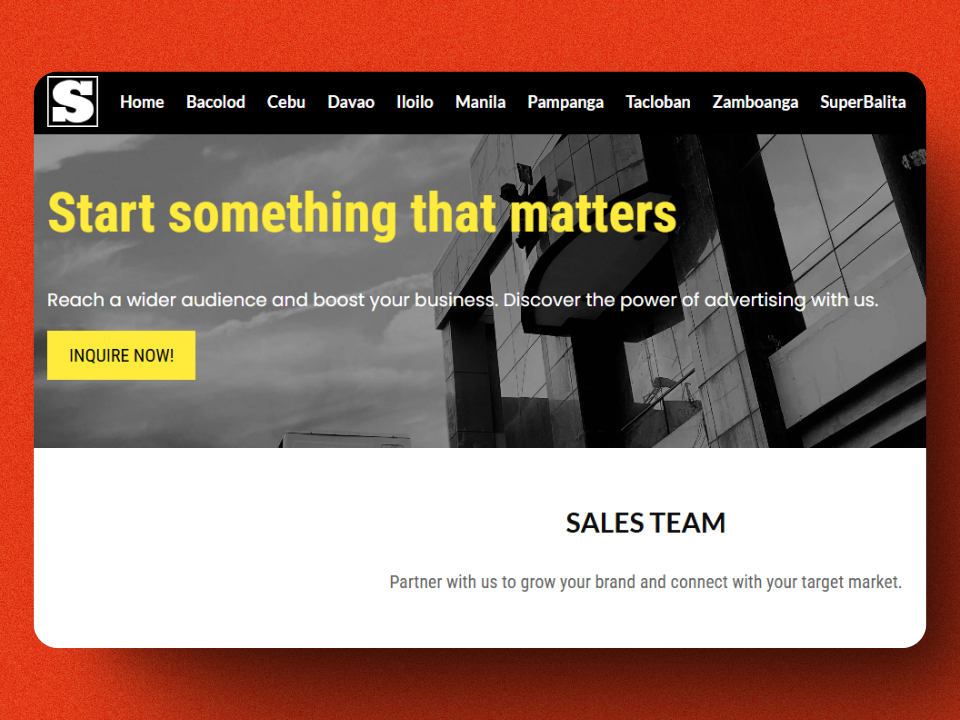 S
Home Bacolod Cebu Davao Iloilo Manila Pampanga Tacloban Zamboanga SuperBalita
Start something that matters
Reach a wider audience and boost your business. Discover the power of advertising with us.
INQUIRE NOW!
SALES TEAM
Partner with us to grow your brand and connect with your target market.